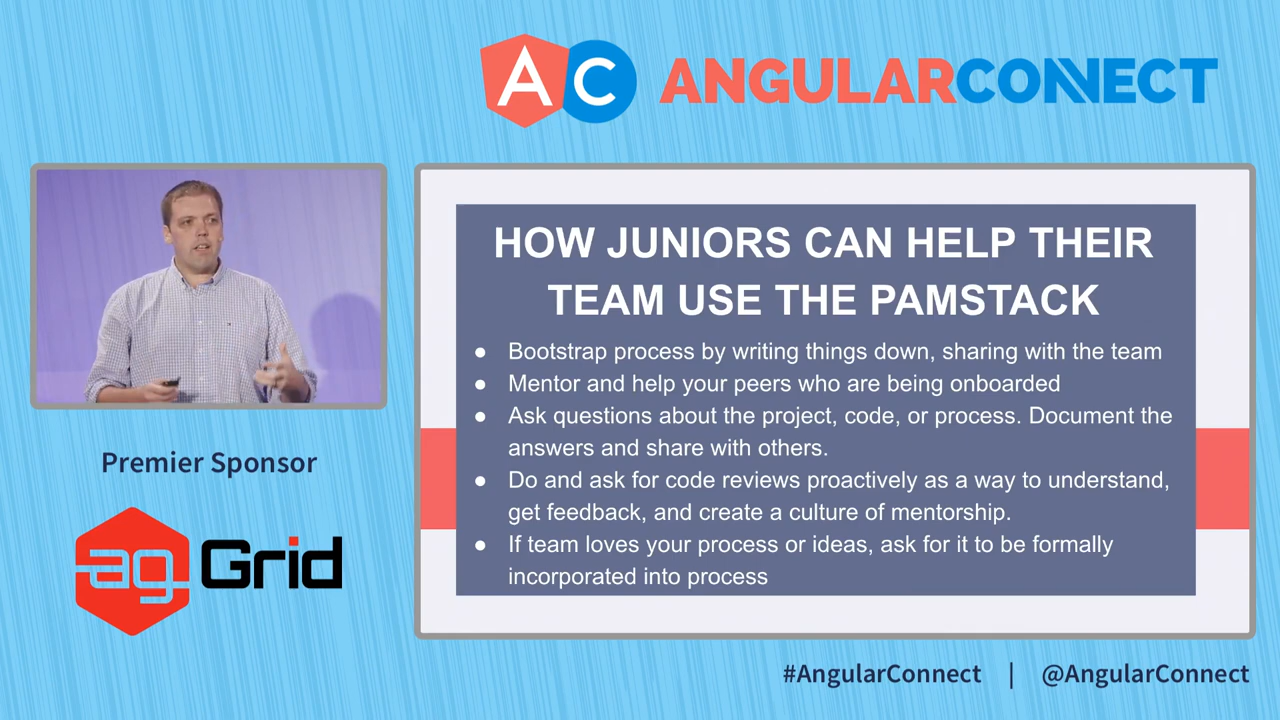 AC ANGULARCONNECT
HOW JUNIORS CAN HELP THEIR
TEAM USE THE PAMSTACK
● Bootstrap process by writing things down, sharing with the team
● Mentor and help your peers who are being onboarded
● Ask questions about the project, code, or process. Document the
answers and share with others.
● Do and ask for code reviews proactively as a way to understand,
get feedback, and create a culture of mentorship.
● If team loves your process or ideas, ask for it to be formally
incorporated into process
Premier Sponsor
ag Grid
#AngularConnect | @AngularConnect